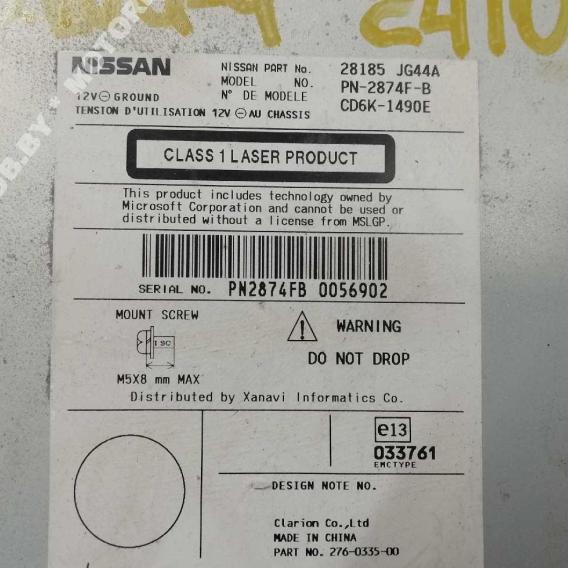 NISSAN
NISSAN PART No. 28185 JG44A
MODEL NO. PN-2874F-B
N° DE MODELE CD6K-1490E
12V ⊖ GROUND
TENSION D'UTILISATION 12V ⊖ AU CHASSIS
CLASS 1 LASER PRODUCT
This product includes technology owned by
Microsoft Corporation and cannot be used or
distributed without a license from MSLGP.
SERIAL NO. PN2874FB 0056902
MOUNT SCREW
ISC
M5X8 mm MAX
WARNING
DO NOT DROP
Distributed by Xanavi Informatics Co.
e13
033761
EMCTYPE
DESIGN NOTE NO.
Clarion Co.,Ltd
MADE IN CHINA
PART NO. 276-0335-00